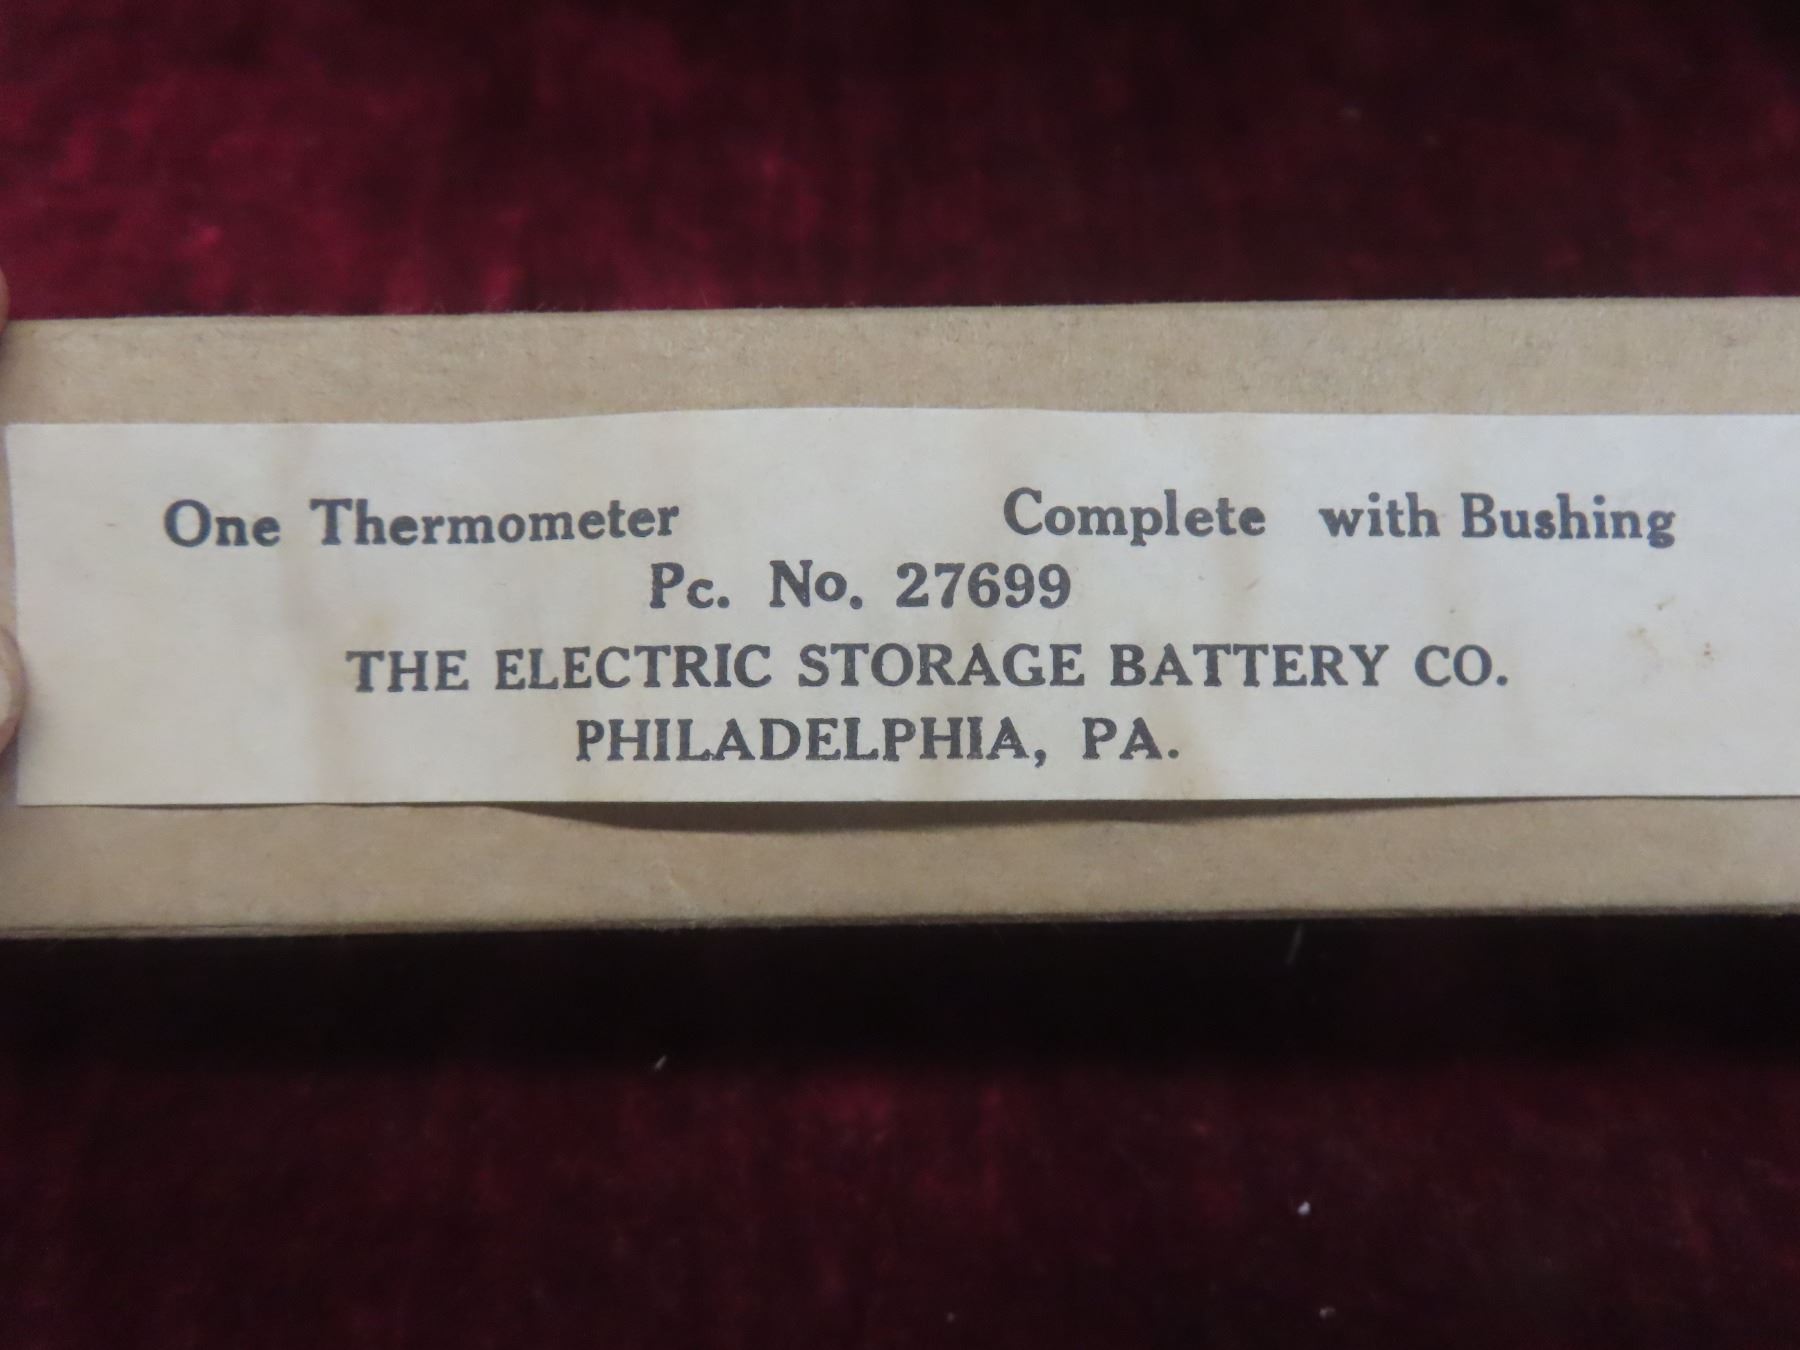 One Thermometer Complete with Bushing
Pc. No. 27699
THE ELECTRIC STORAGE BATTERY CO.
PHILADELPHIA, PA.